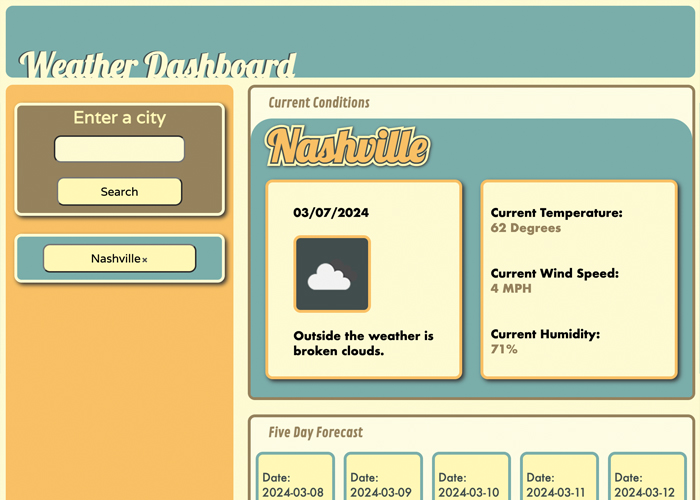 Weather Dashboard
Enter a city
Search
Nashville×
Current Conditions
Nashville
03/07/2024
Outside the weather is
broken clouds.
Current Temperature:
62 Degrees
Current Wind Speed:
4 MPH
Current Humidity:
71%
Five Day Forecast
Date:
2024-03-08
Date:
2024-03-09
Date:
2024-03-10
Date:
2024-03-11
Date:
2024-03-12